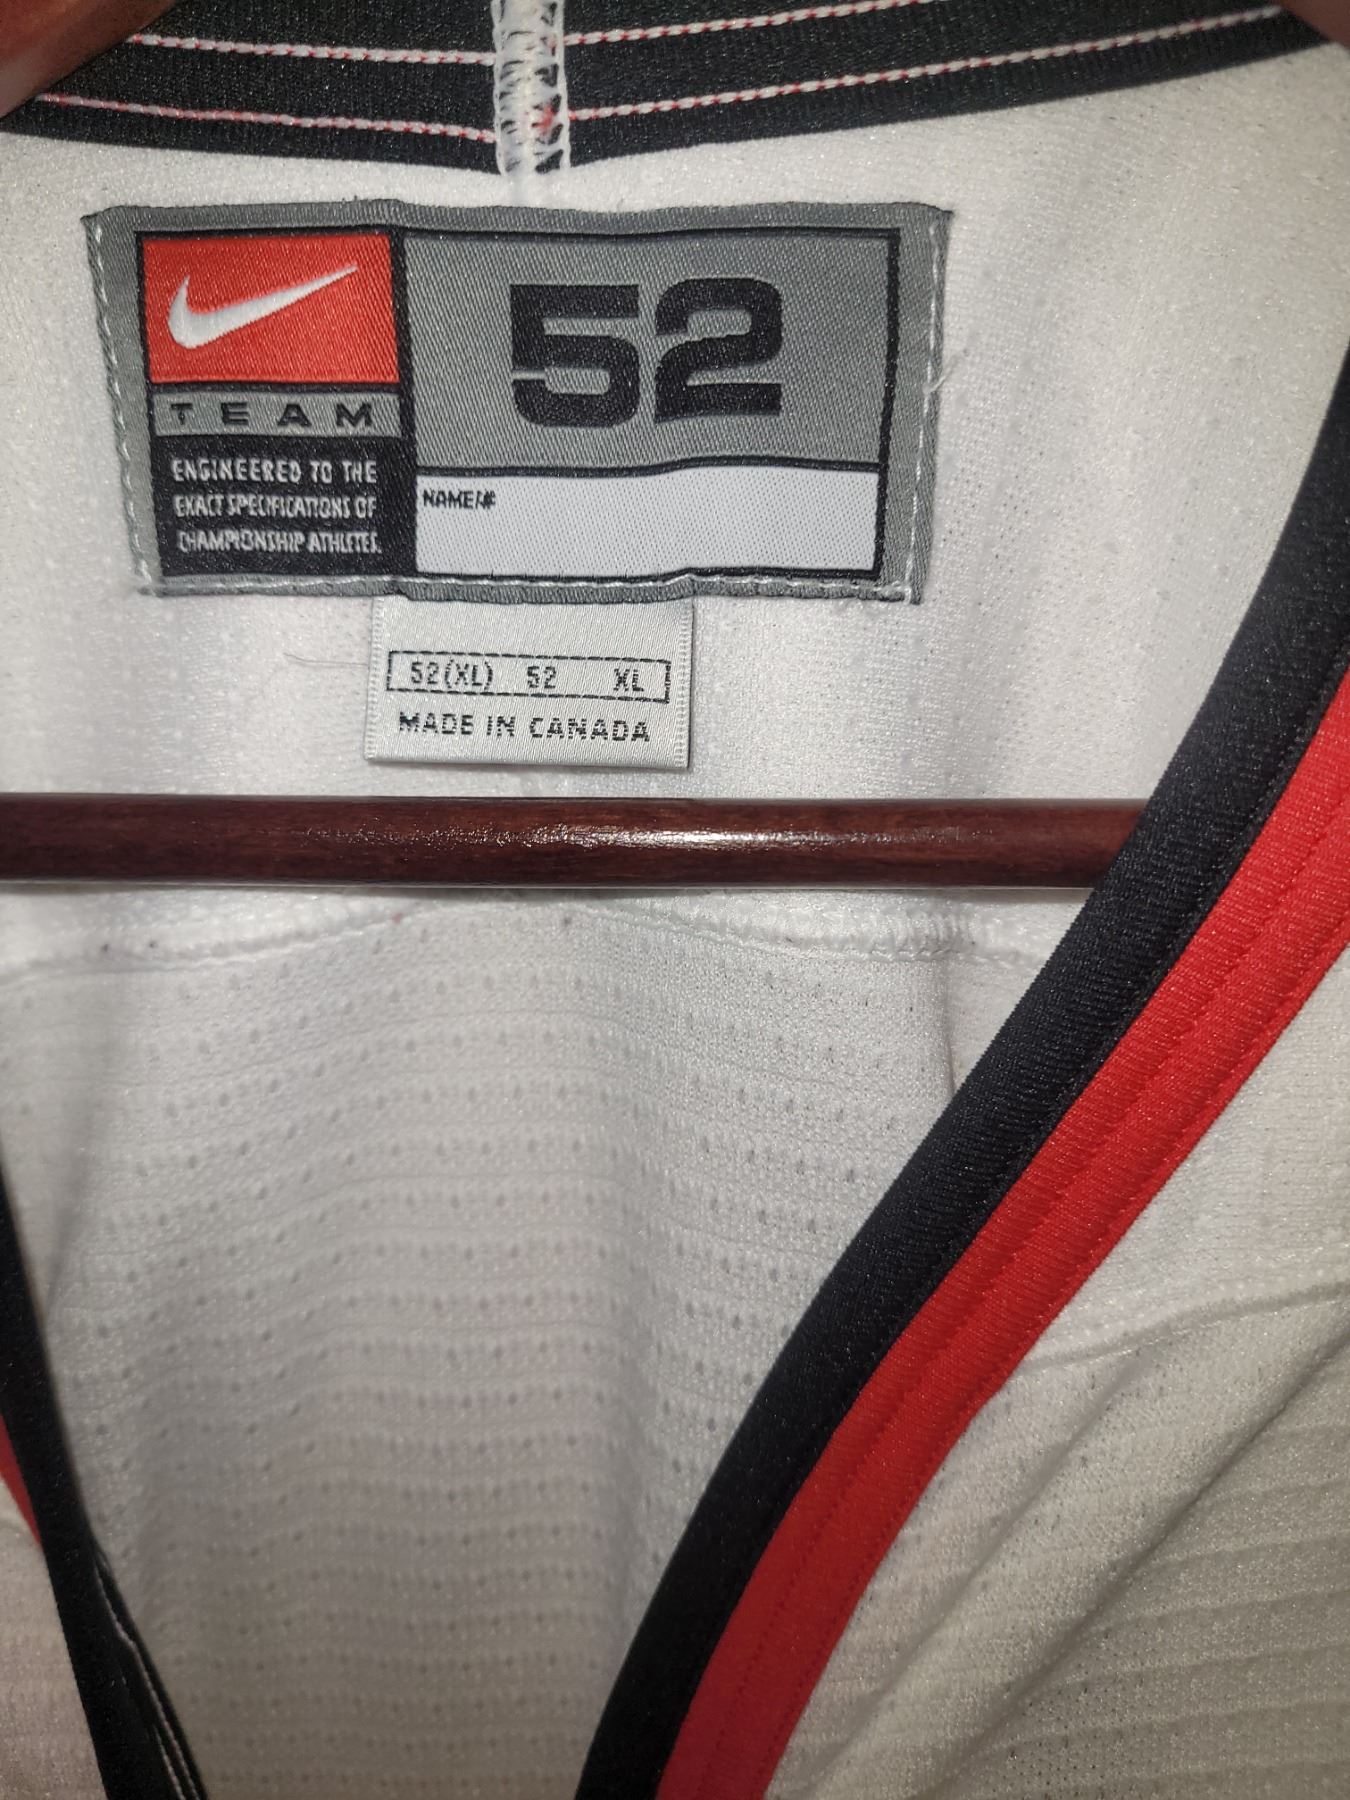 52
TEAM
ENGINEERED TO THE
EXACT SPECIFICATIONS OF
CHAMPIONSHIP ATHLETES.
NAME/#
52(XL) 52 XL
MADE IN CANADA